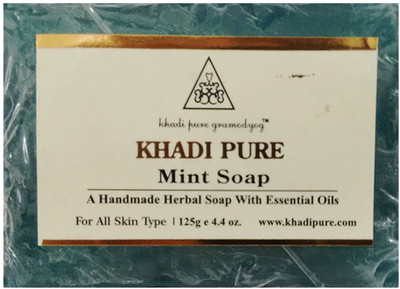 khadi pure gramodyog™
KHADI PURE
Mint Soap
A Handmade Herbal Soap With Essential Oils
For All Skin Type | 125g e 4.4 oz. www.khadipure.com